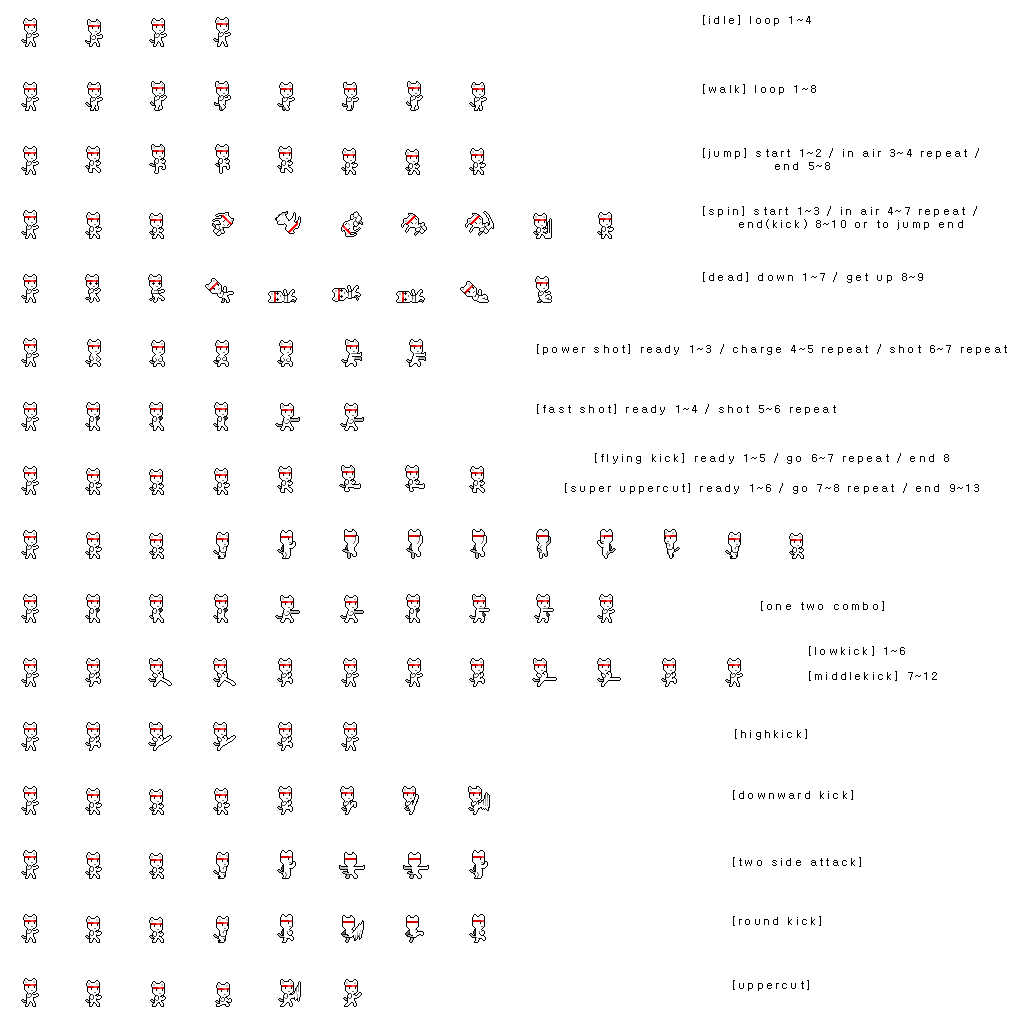 [idle] loop 1~4
[walk] loop 1~8
[jump] start 1~2 / in air 3~4 repeat /
end 5~8
[spin] start 1~3 / in air 4~7 repeat /
end(kick) 8~10 or to jump end
[dead] down 1~7 / get up 8~9
[power shot] ready 1~3 / charge 4~5 repeat / shot 6~7 repeat
[fast shot] ready 1~4 / shot 5~6 repeat
[flying kick] ready 1~5 / go 6~7 repeat / end 8
[super uppercut] ready 1~6 / go 7~8 repeat / end 9~13
[one two combo]
[lowkick] 1~6
[middlekick] 7~12
[highkick]
[downward kick]
[two side attack]
[round kick]
[uppercut]